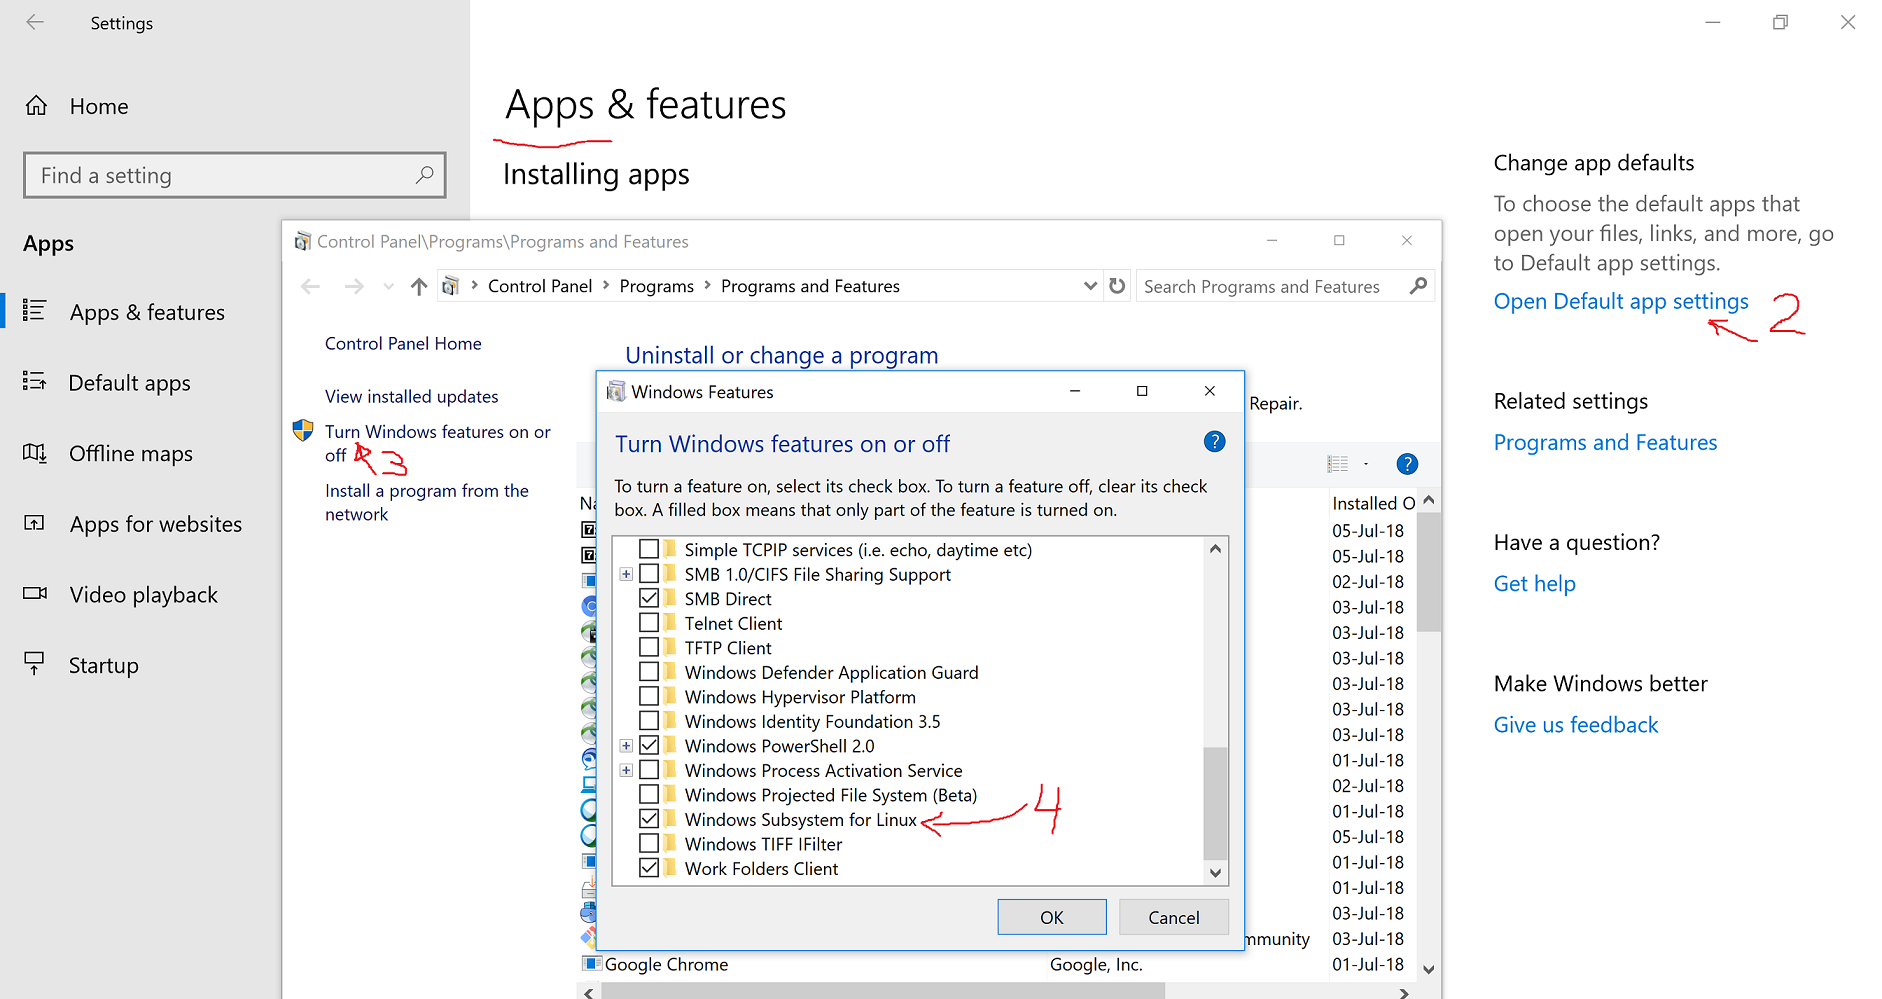 Settings
Home
Find a setting
Apps
Apps & features
Default apps
Offline maps
Apps for websites
Video playback
Startup
Apps & features
Installing apps
Change app defaults
To choose the default apps that
open your files, links, and more, go
to Default app settings.
Open Default app settings
2
Related settings
Programs and Features
Have a question?
Get help
Make Windows better
Give us feedback
Control Panel\Programs\Programs and Features
Control Panel > Programs > Programs and Features
Search Programs and Features
Control Panel Home
View installed updates
Turn Windows features on or
off
3
Install a program from the
network
Uninstall or change a program
Repair.
Installed O
05-Jul-18
05-Jul-18
02-Jul-18
03-Jul-18
03-Jul-18
03-Jul-18
03-Jul-18
03-Jul-18
03-Jul-18
01-Jul-18
02-Jul-18
01-Jul-18
05-Jul-18
01-Jul-18
01-Jul-18
03-Jul-18
mmunity 03-Jul-18
Google Chrome Google, Inc. 01-Jul-18
Windows Features
Turn Windows features on or off
To turn a feature on, select its check box. To turn a feature off, clear its check
box. A filled box means that only part of the feature is turned on.
Simple TCPIP services (i.e. echo, daytime etc)
SMB 1.0/CIFS File Sharing Support
SMB Direct
Telnet Client
TFTP Client
Windows Defender Application Guard
Windows Hypervisor Platform
Windows Identity Foundation 3.5
Windows PowerShell 2.0
Windows Process Activation Service
Windows Projected File System (Beta)
Windows Subsystem for Linux
4
Windows TIFF IFilter
Work Folders Client
OK
Cancel